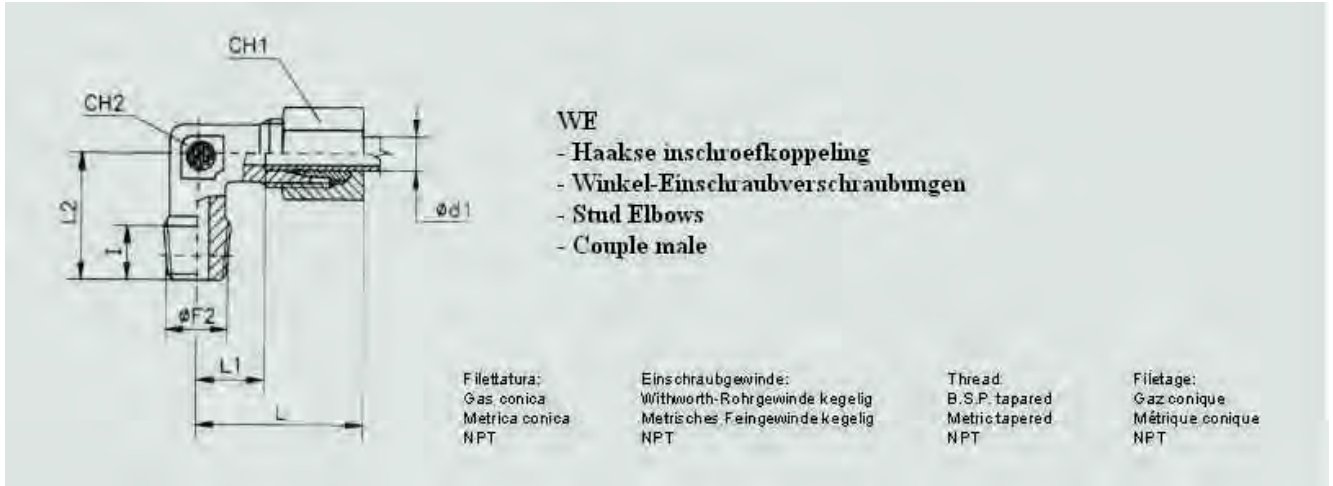 CH1
CH2
WE
- Haakse inschroefkoppeling
- Winkel-Einschraubverschraubungen
- Stud Elbows
- Couple male
L2
I
Ød1
ØF2
L1
L
Filettatura:
Gas conica
Metrica conica
NPT
Einschraubgewinde:
Withworth-Rohrgewinde kegelig
Metrisches Feingewinde kegelig
NPT
Thread:
B.S.P. tapared
Metric tapered
NPT
Filetage:
Gaz conique
Métrique conique
NPT